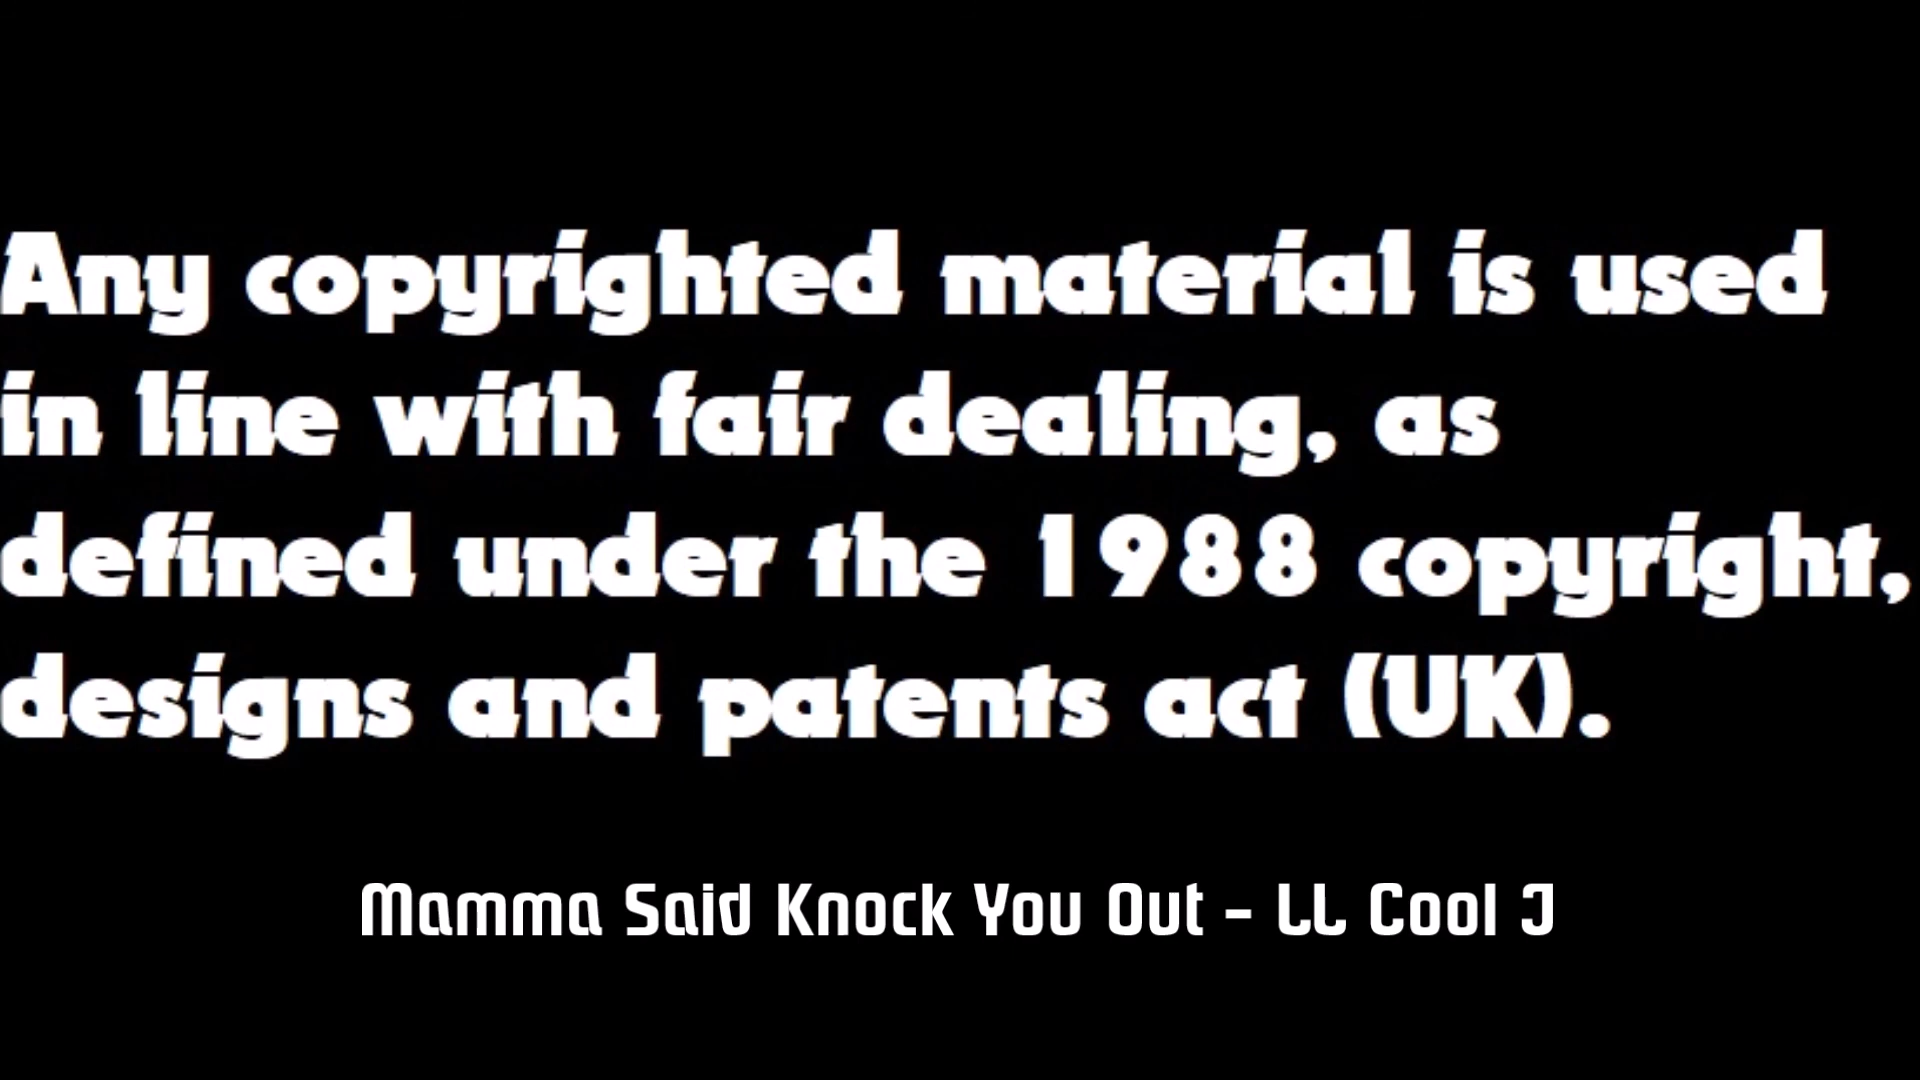 Any copyrighted material is used
in line with fair dealing, as
defined under the 1988 copyright,
designs and patents act (UK).
Mamma Said Knock You Out - LL Cool J